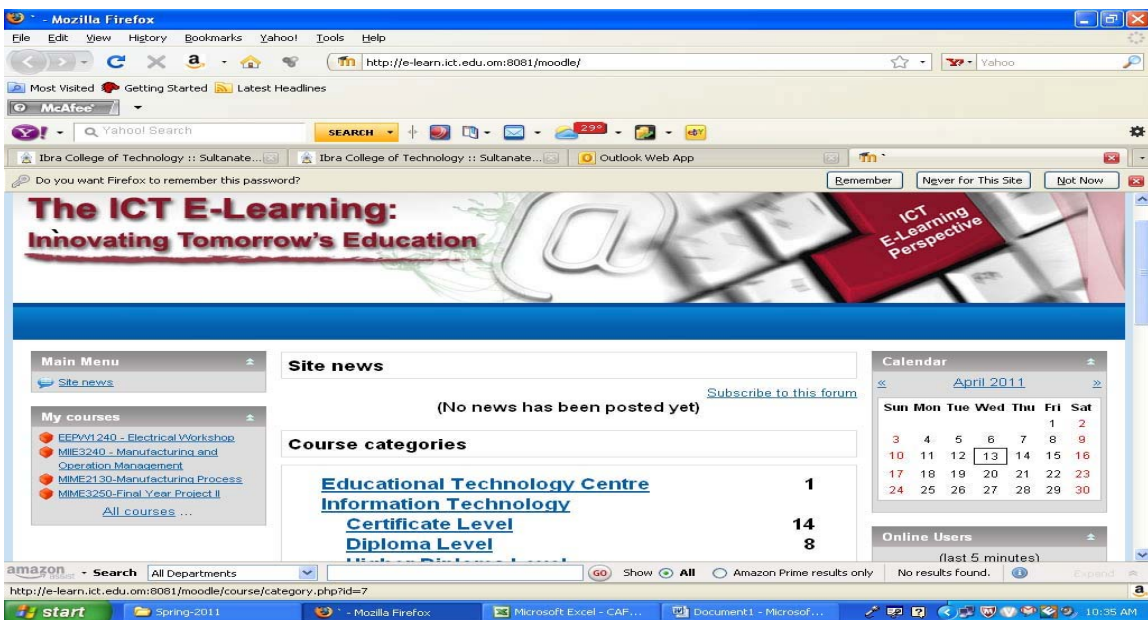 ` - Mozilla Firefox
File Edit View History Bookmarks Yahoo! Tools Help
http://e-learn.ict.edu.om:8081/moodle/ Yahoo
Most Visited Getting Started Latest Headlines
McAfee
Yahoo! Search SEARCH 29° ebY
Ibra College of Technology :: Sultanate... Ibra College of Technology :: Sultanate... Outlook Web App `
Do you want Firefox to remember this password? Remember Never for This Site Not Now
The ICT E-Learning:
Innovating Tomorrow's Education
ICT
E-Learning
Perspective
Main Menu
Site news
My courses
EEPW1240 - Electrical Workshop
MIIE3240 - Manufacturing and
Operation Management
MIME2130-Manufacturing Process
MIME3250-Final Year Project II
All courses ...
Site news
Subscribe to this forum
(No news has been posted yet)
Course categories
Educational Technology Centre 1
Information Technology
Certificate Level 14
Diploma Level 8
Calendar
« April 2011 »
Sun Mon Tue Wed Thu Fri Sat
1 2
3 4 5 6 7 8 9
10 11 12 13 14 15 16
17 18 19 20 21 22 23
24 25 26 27 28 29 30
Online Users
(last 5 minutes)
amazon Search All Departments GO Show All Amazon Prime results only No results found. Expand
http://e-learn.ict.edu.om:8081/moodle/course/category.php?id=7
start Spring-2011 ` - Mozilla Firefox Microsoft Excel - CAF... Document1 - Microsof... 10:35 AM